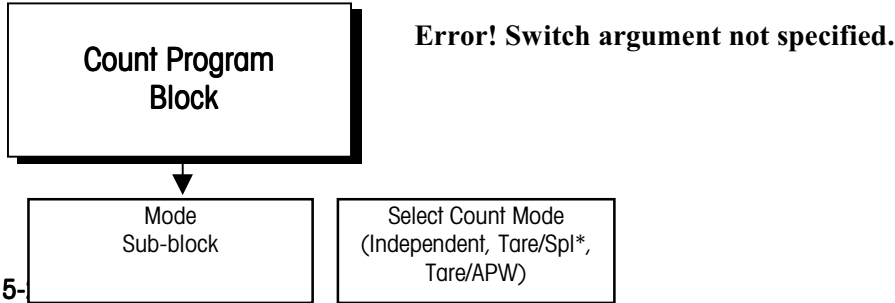 Count Program
Block
Error! Switch argument not specified.
Mode
Sub-block
Select Count Mode
(Independent, Tare/Spl*,
Tare/APW)
5-